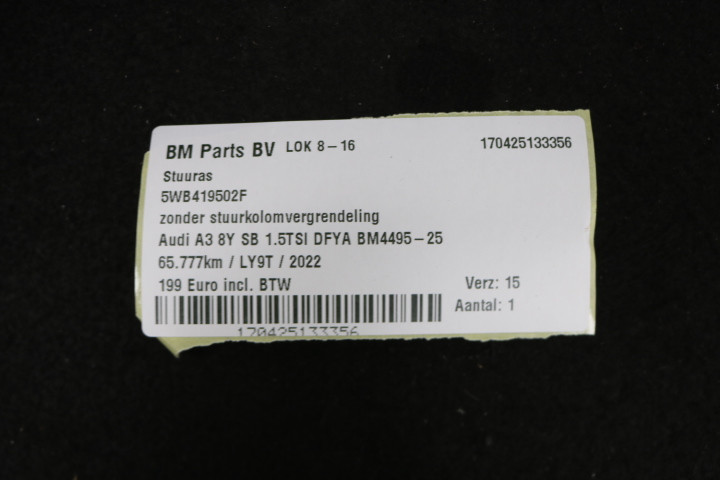 BM Parts BV LOK 8-16 170425133356
Stuuras
5WB419502F
zonder stuurkolomvergrendeling
Audi A3 8Y SB 1.5TSI DFYA BM4495-25
65.777km / LY9T / 2022
199 Euro incl. BTW Verz: 15
Aantal: 1
170425133356